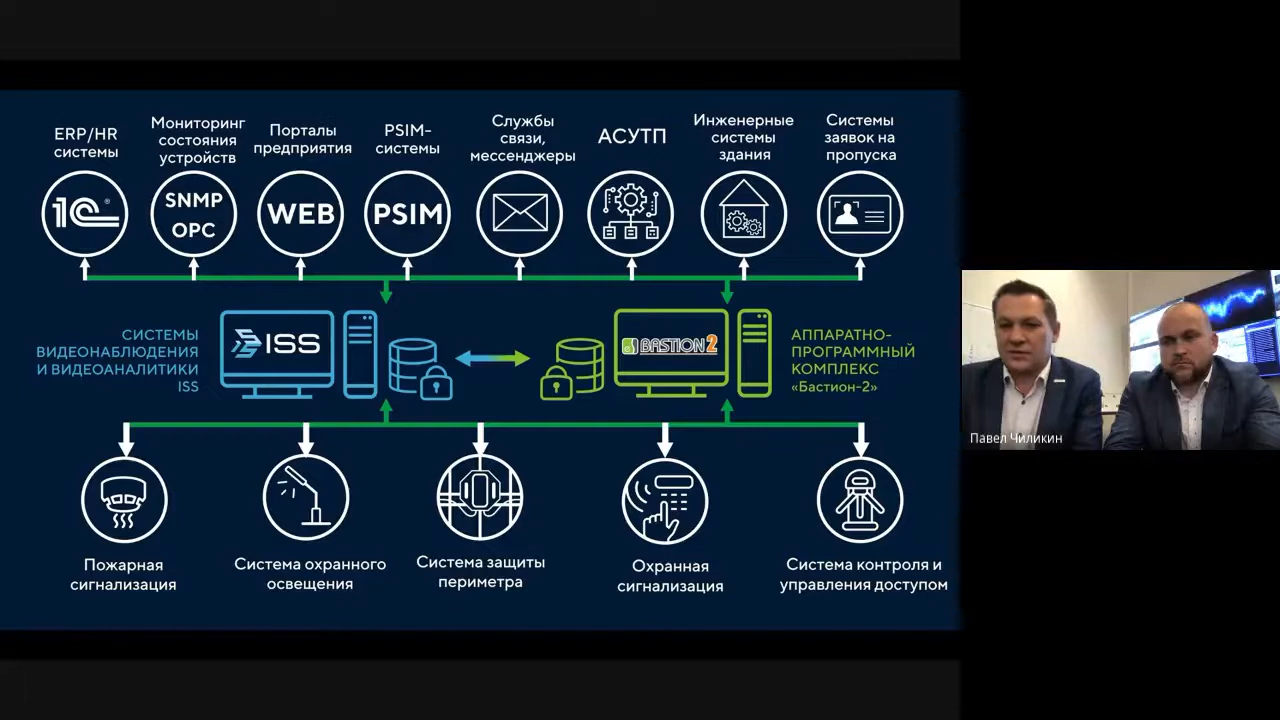 ERP/HR
системы
Мониторинг
состояния
устройств
Порталы
предприятия
PSIM-
системы
Службы
связи,
мессенджеры
АСУТП
Инженерные
системы
здания
Системы
заявок на
пропуска
1С®
SNMP
OPC
WEB
PSIM
СИСТЕМЫ
ВИДЕОНАБЛЮДЕНИЯ
И ВИДЕОАНАЛИТИКИ
ISS
ISS
BASTION2
АППАРАТНО-
ПРОГРАММНЫЙ
КОМПЛЕКС
«Бастион-2»
Павел Чиликин
Пожарная
сигнализация
Система охранного
освещения
Система защиты
периметра
Охранная
сигнализация
Система контроля и
управления доступом